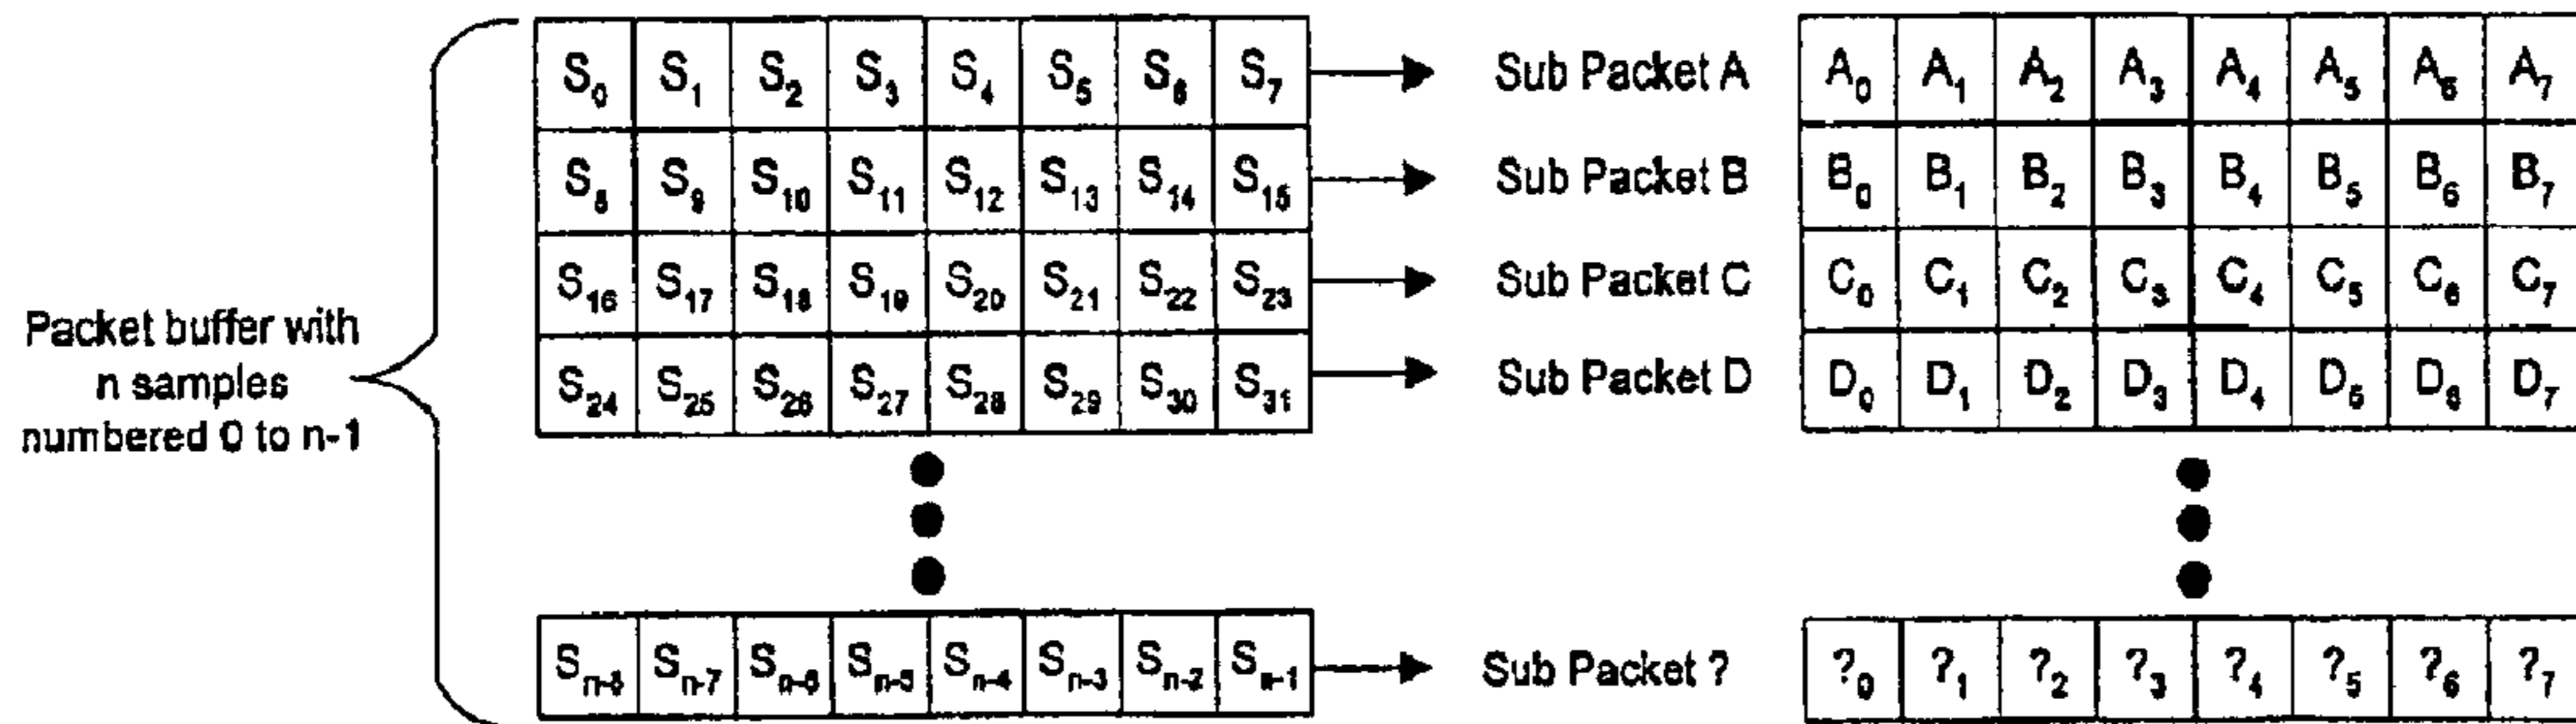 S₀ S₁ S₂ S₃ S₄ S₅ S₆ S₇ Sub Packet A A₀ A₁ A₂ A₃ A₄ A₅ A₆ A₇
S₈ S₉ S₁₀ S₁₁ S₁₂ S₁₃ S₁₄ S₁₅ Sub Packet B B₀ B₁ B₂ B₃ B₄ B₅ B₆ B₇
S₁₆ S₁₇ S₁₈ S₁₉ S₂₀ S₂₁ S₂₂ S₂₃ Sub Packet C C₀ C₁ C₂ C₃ C₄ C₅ C₆ C₇
S₂₄ S₂₅ S₂₆ S₂₇ S₂₈ S₂₉ S₃₀ S₃₁ Sub Packet D D₀ D₁ D₂ D₃ D₄ D₅ D₆ D₇
Packet buffer with
n samples
numbered 0 to n-1
Sₙ₋₈ Sₙ₋₇ Sₙ₋₆ Sₙ₋₅ Sₙ₋₄ Sₙ₋₃ Sₙ₋₂ Sₙ₋₁ Sub Packet ? ?₀ ?₁ ?₂ ?₃ ?₄ ?₅ ?₆ ?₇